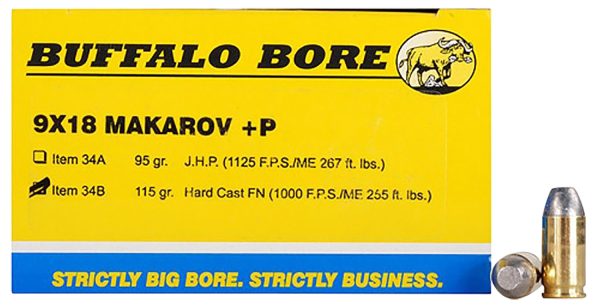 BUFFALO BORE
9X18 MAKAROV +P
Item 34A 95 gr. J.H.P. (1125 F.P.S./ME 267 ft. lbs.)
Item 34B 115 gr. Hard Cast FN (1000 F.P.S./ME 255 ft. lbs.)
STRICTLY BIG BORE. STRICTLY BUSINESS.